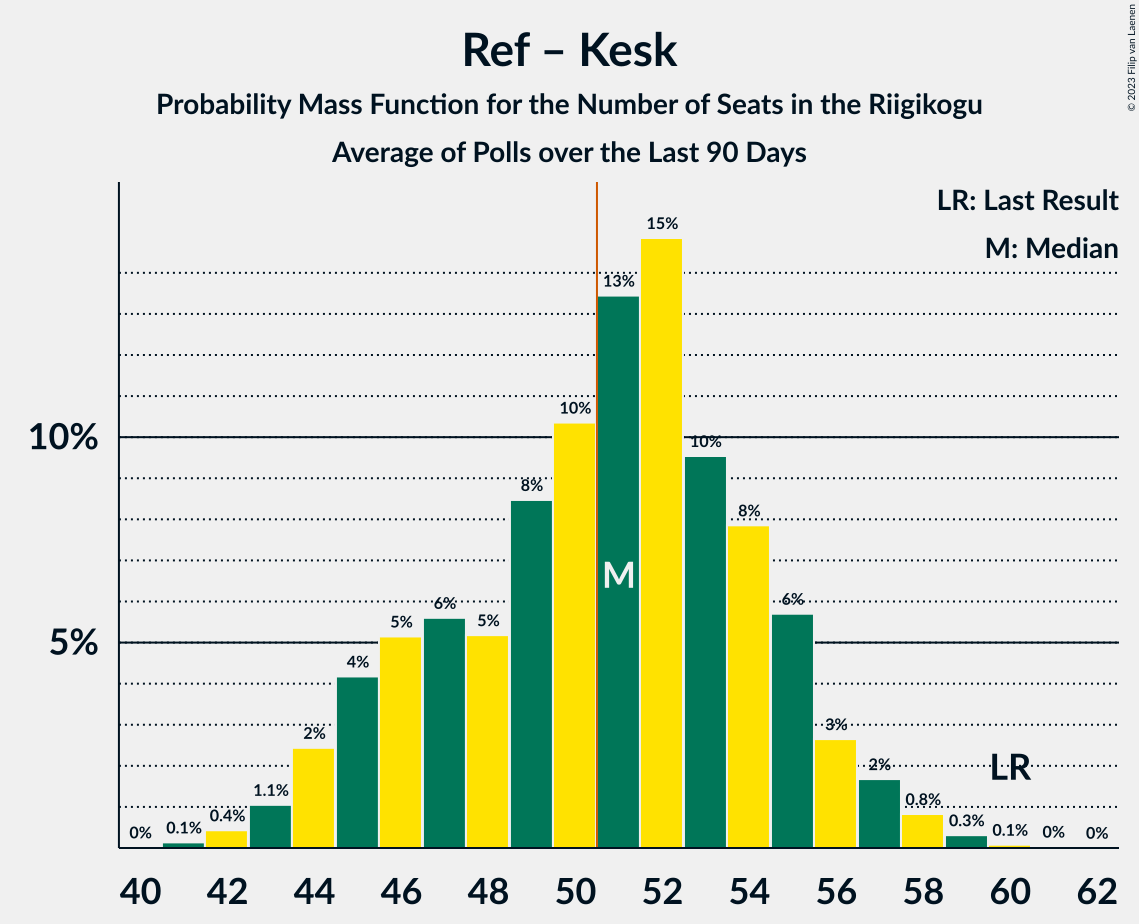 Ref – Kesk
Probability Mass Function for the Number of Seats in the Riigikogu
Average of Polls over the Last 90 Days
© 2023 Filip van Laenen
LR: Last Result
M: Median
10%
5%
0%
0.1%
0.4%
1.1%
2%
4%
5%
6%
5%
8%
10%
13%
15%
10%
8%
6%
3%
2%
0.8%
0.3%
0.1%
0%
0%
M
LR
40 42 44 46 48 50 52 54 56 58 60 62